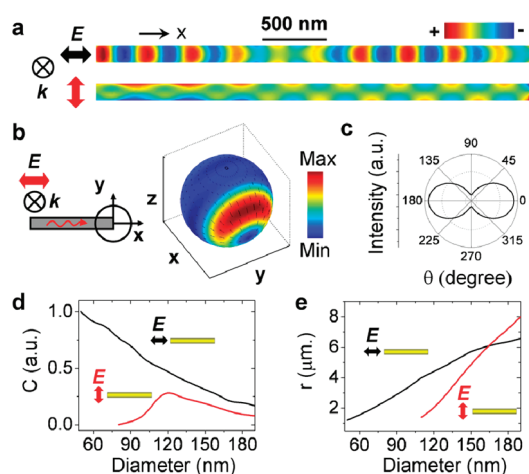 a
E
x
500 nm
+
-
k
b
E
k
y
x
z
x
y
Max
Min
c
Intensity (a.u.)
90
135
45
180
0
225
315
270
θ (degree)
d
C (a.u.)
1.0
0.5
0.0
E
E
60
90
120
150
180
Diameter (nm)
e
r (μm.)
8
6
4
2
E
E
60
90
120
150
180
Diameter (nm)